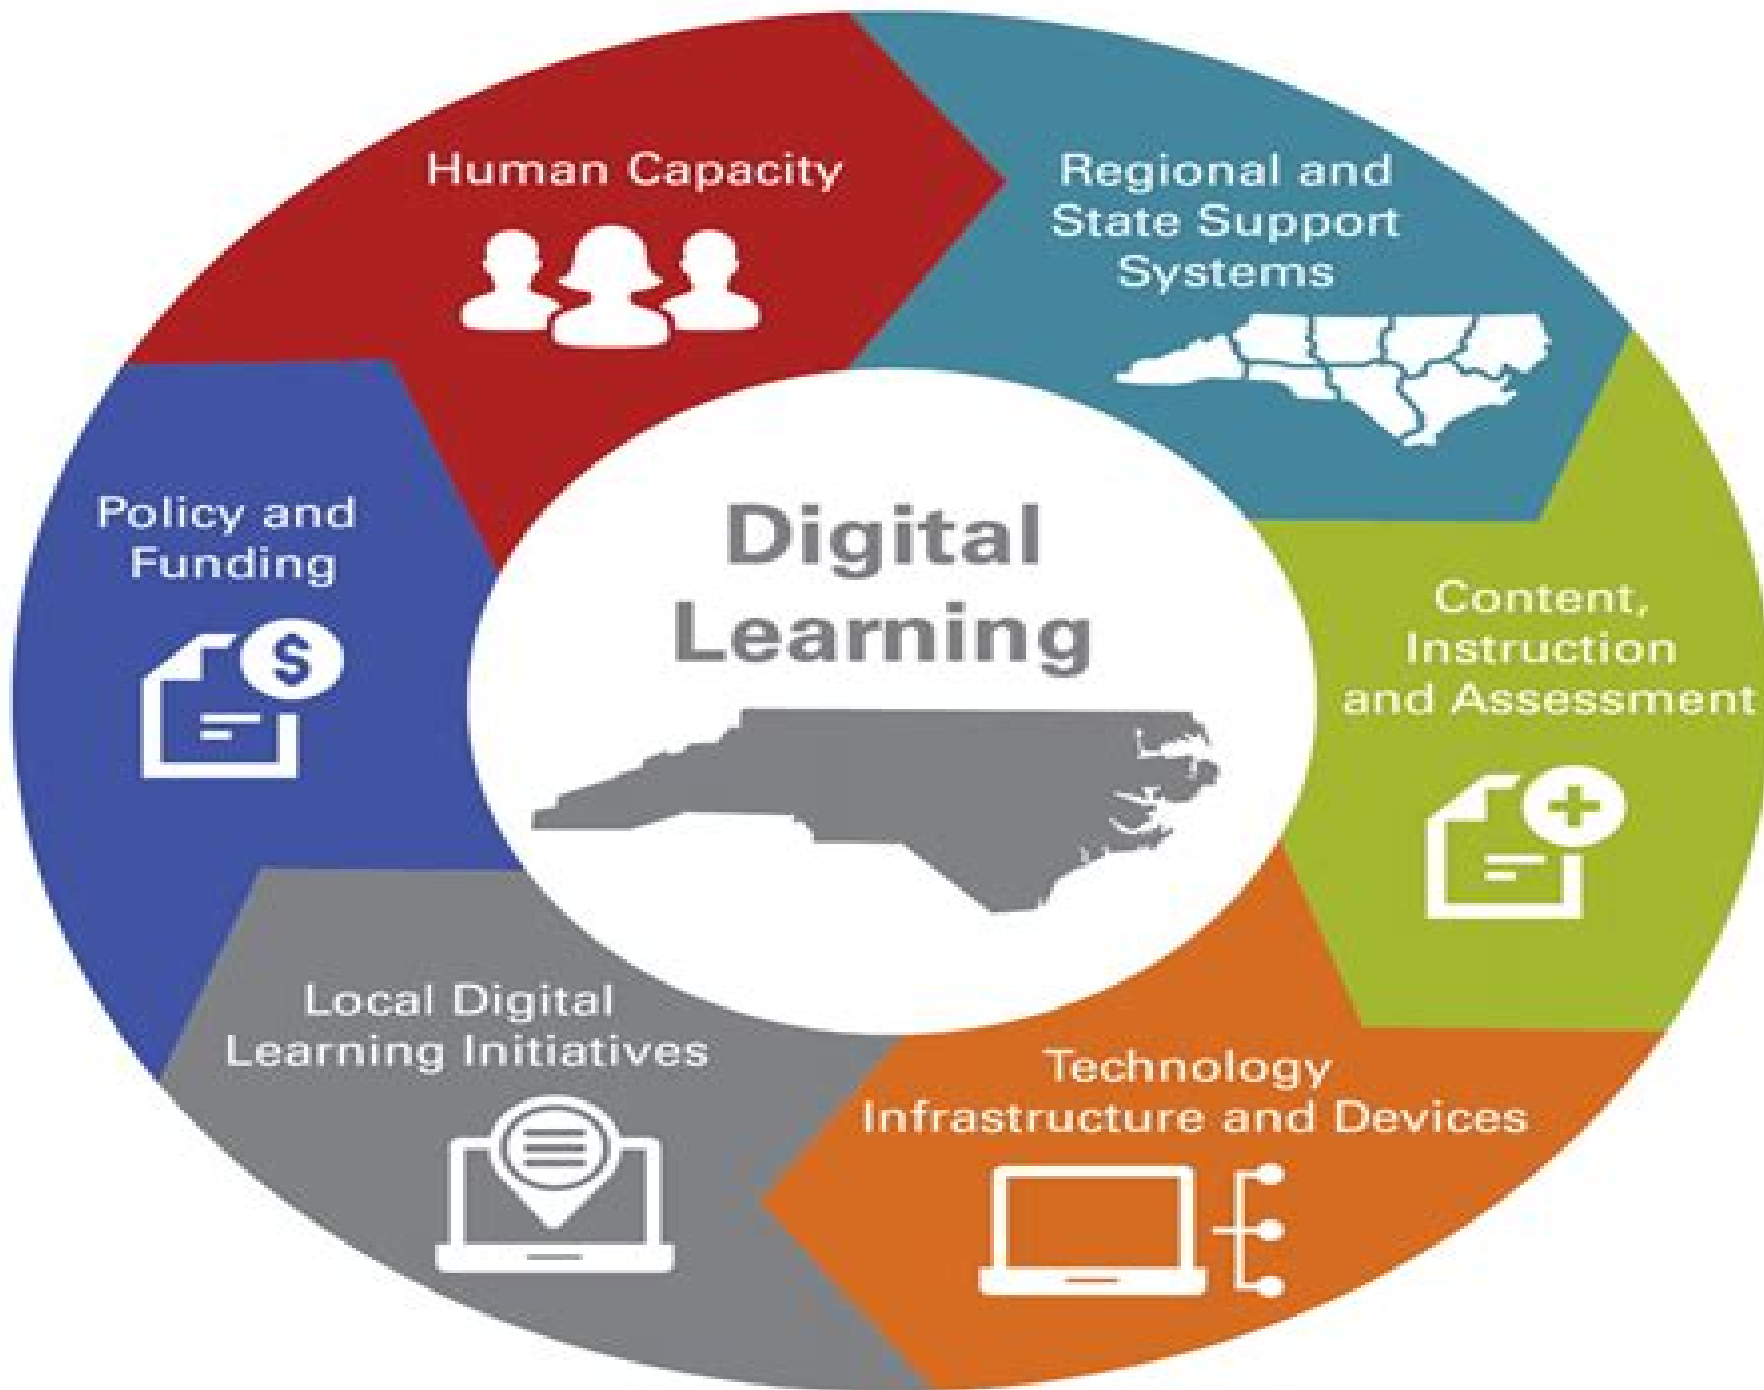 Human Capacity
Regional and
State Support
Systems
Content,
Instruction
and Assessment
Technology
Infrastructure and Devices
Local Digital
Learning Initiatives
Policy and
Funding
$
Digital
Learning